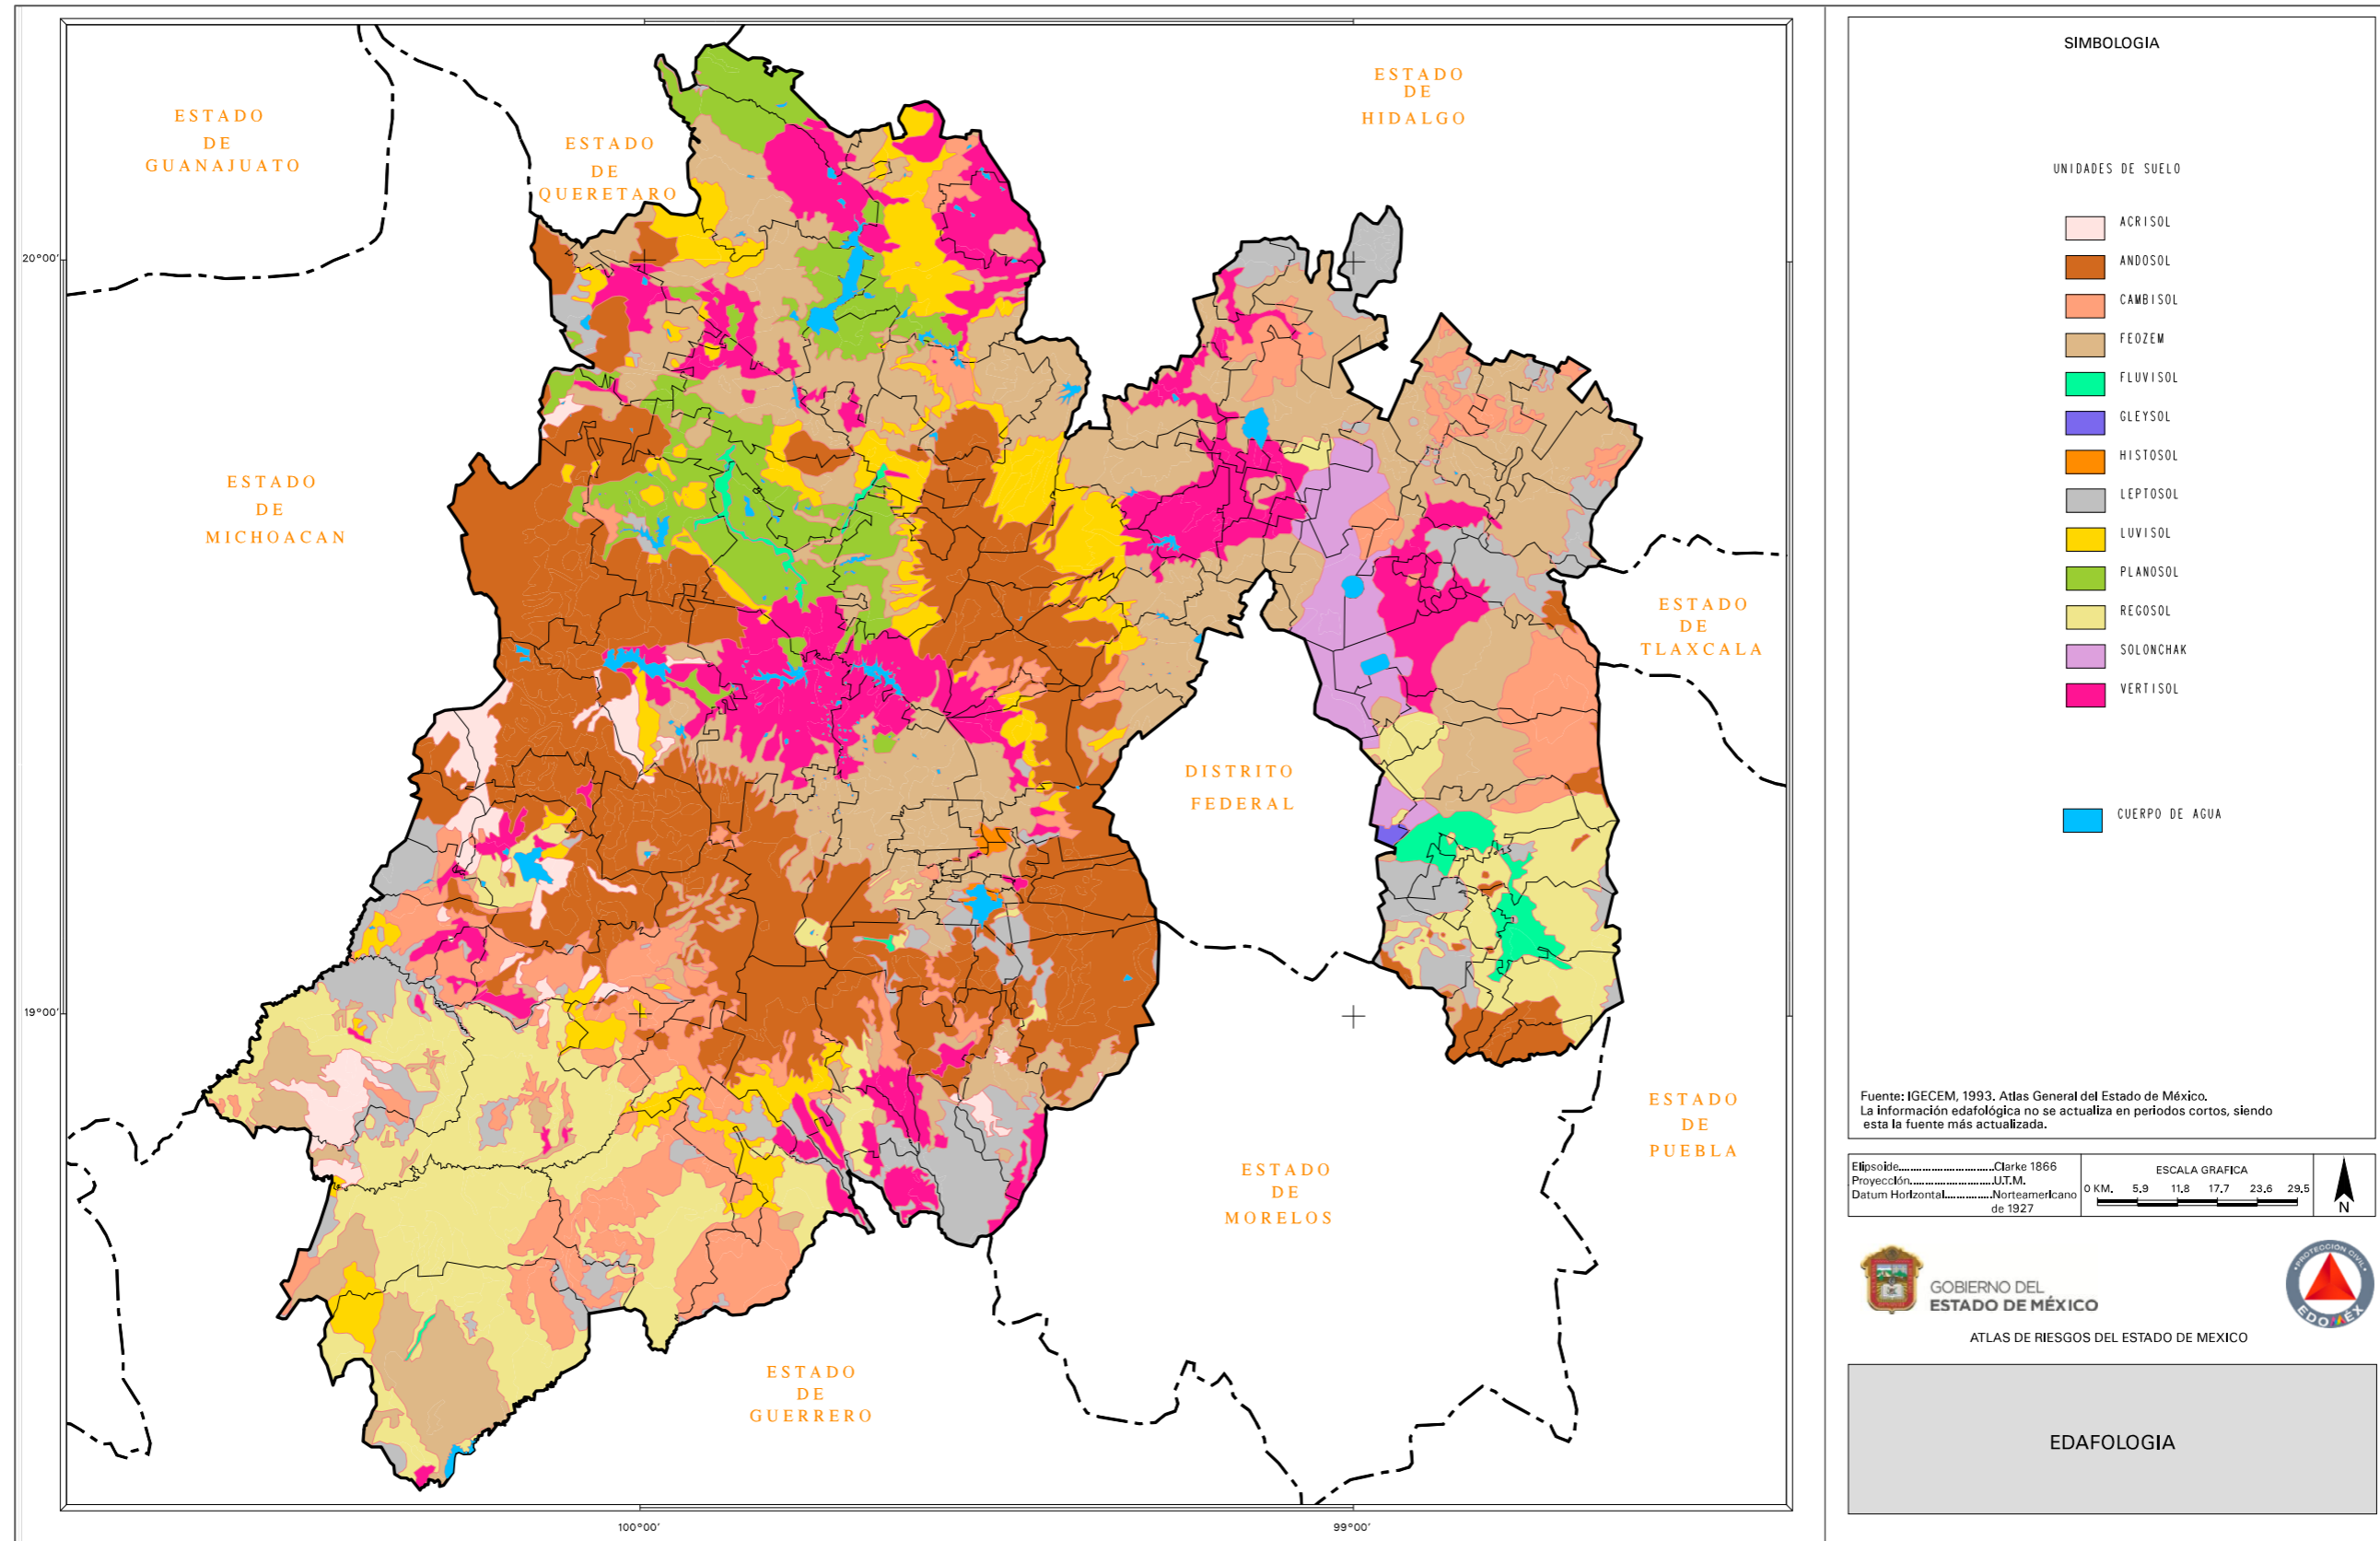 ESTADO
DE
GUANAJUATO
ESTADO
DE
QUERETARO
ESTADO
DE
HIDALGO
20°00'
ESTADO
DE
MICHOACAN
ESTADO
DE
TLAXCALA
DISTRITO
FEDERAL
19°00'
ESTADO
DE
PUEBLA
ESTADO
DE
MORELOS
ESTADO
DE
GUERRERO
100°00'
99°00'
SIMBOLOGIA
UNIDADES DE SUELO
ACRISOL
ANDOSOL
CAMBISOL
FEOZEM
FLUVISOL
GLEYSOL
HISTOSOL
LEPTOSOL
LUVISOL
PLANOSOL
REGOSOL
SOLONCHAK
VERTISOL
CUERPO DE AGUA
Fuente: IGECEM, 1993. Atlas General del Estado de México.
La información edafológica no se actualiza en periodos cortos, siendo
esta la fuente más actualizada.
Elipsoide..............................Clarke 1866
Proyección..........................U.T.M.
Datum Horizontal...............Norteamericano
de 1927
ESCALA GRAFICA
0 KM. 5.9 11.8 17.7 23.6 29.5
N
GOBIERNO DEL
ESTADO DE MÉXICO
PROTECCIÓN CIVIL
EDOMÉX
ATLAS DE RIESGOS DEL ESTADO DE MEXICO
EDAFOLOGIA